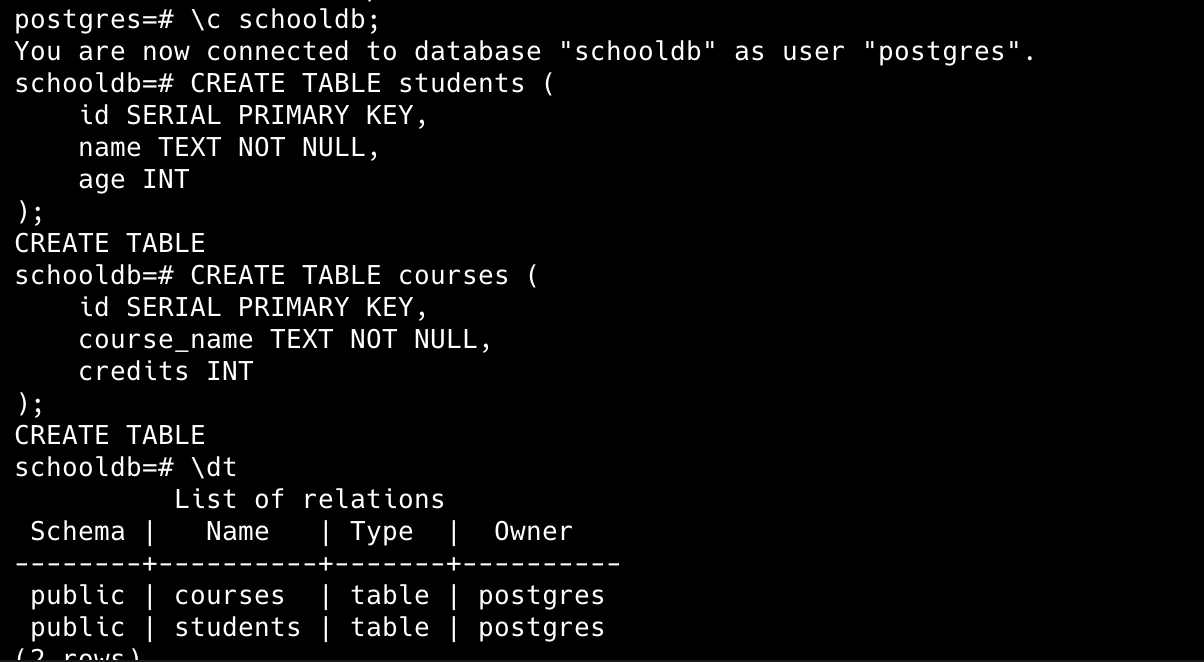 postgres=# \c schooldb;
You are now connected to database "schooldb" as user "postgres".
schooldb=# CREATE TABLE students (
    id SERIAL PRIMARY KEY,
    name TEXT NOT NULL,
    age INT
);
CREATE TABLE
schooldb=# CREATE TABLE courses (
    id SERIAL PRIMARY KEY,
    course_name TEXT NOT NULL,
    credits INT
);
CREATE TABLE
schooldb=# \dt
          List of relations
 Schema |   Name   | Type  |  Owner
--------+----------+-------+----------
 public | courses  | table | postgres
 public | students | table | postgres
(2 rows)